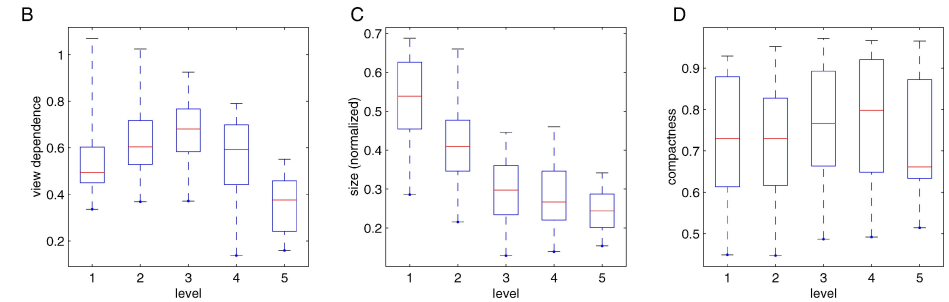 B
view dependence
1
0.8
0.6
0.4
0.2
1 2 3 4 5
level
C
size (normalized)
0.7
0.6
0.5
0.4
0.3
0.2
1 2 3 4 5
level
D
compactness
0.9
0.8
0.7
0.6
0.5
1 2 3 4 5
level